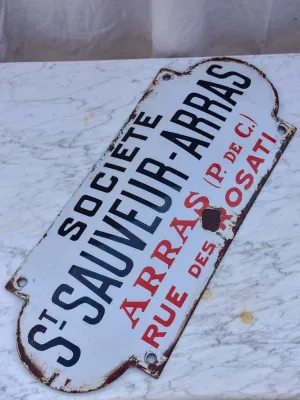 SOCIÉTÉ
ST SAUVEUR-ARRAS
ARRAS (P. DE C.)
RUE DES ROSATI